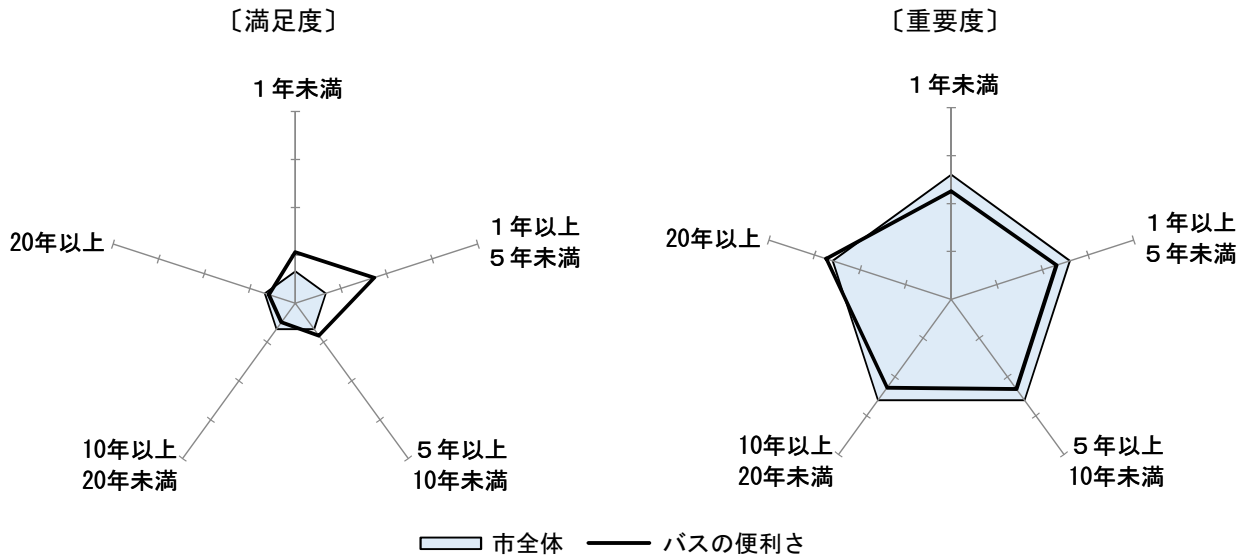 〔満足度〕
１年未満
１年以上
５年未満
５年以上
10年未満
10年以上
20年未満
20年以上
〔重要度〕
１年未満
１年以上
５年未満
５年以上
10年未満
10年以上
20年未満
20年以上
市全体
バスの便利さ